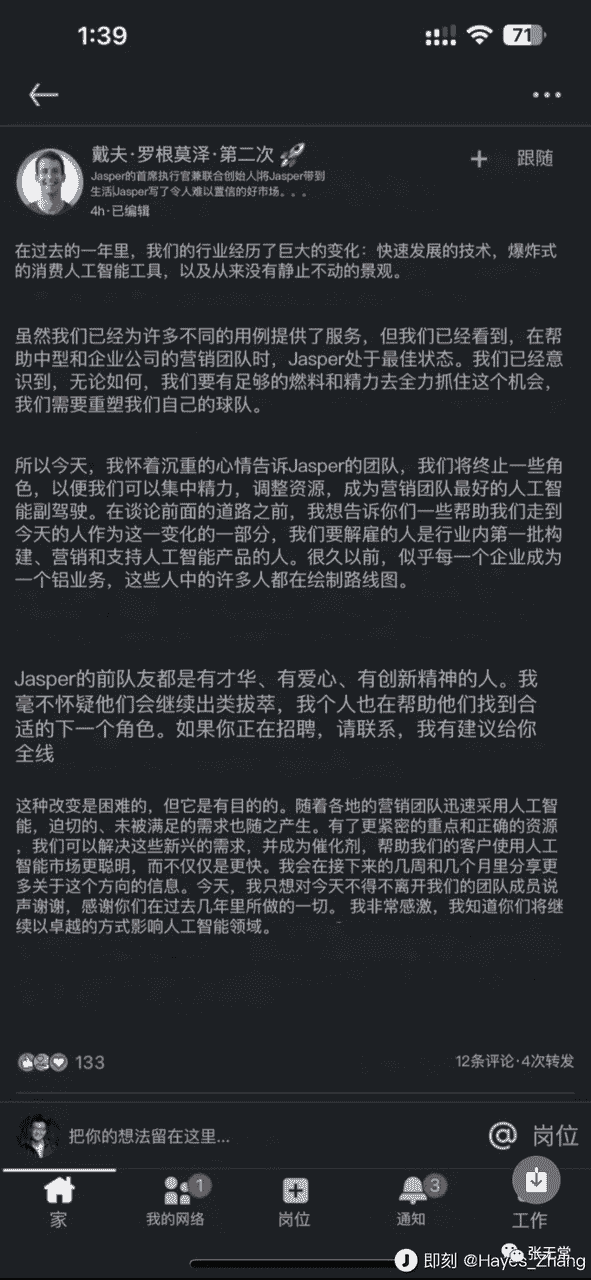 1:39
71
戴夫·罗根莫泽·第二次
+ 跟随
Jasper的首席执行官兼联合创始人|将Jasper带到
生活|Jasper写了令人难以置信的好市场。。。
4h·已编辑
在过去的一年里，我们的行业经历了巨大的变化：快速发展的技术，爆炸式
的消费人工智能工具，以及从来没有静止不动的景观。
虽然我们已经为许多不同的用例提供了服务，但我们已经看到，在帮
助中型和企业公司的营销团队时，Jasper处于最佳状态。我们已经意
识到，无论如何，我们要有足够的燃料和精力去全力抓住这个机会，
我们需要重塑我们自己的球队。
所以今天，我怀着沉重的心情告诉Jasper的团队，我们将终止一些角
色，以便我们可以集中精力，调整资源，成为营销团队最好的人工智
能副驾驶。在谈论前面的道路之前，我想告诉你们一些帮助我们走到
今天的人作为这一变化的一部分，我们要解雇的人是行业内第一批构
建、营销和支持人工智能产品的人。很久以前，似乎每一个企业成为
一个铝业务，这些人中的许多人都在绘制路线图。
Jasper的前队友都是有才华、有爱心、有创新精神的人。我
毫不怀疑他们会继续出类拔萃，我个人也在帮助他们找到合
适的下一个角色。如果你正在招聘，请联系，我有建议给你
全线
这种改变是困难的，但它是有目的的。随着各地的营销团队迅速采用人工智
能，迫切的、未被满足的需求也随之产生。有了更紧密的重点和正确的资源
，我们可以解决这些新兴的需求，并成为催化剂，帮助我们的客户使用人工
智能市场更聪明，而不仅仅是更快。我会在接下来的几周和几个月里分享更
多关于这个方向的信息。今天，我只想对今天不得不离开我们的团队成员说
声谢谢，感谢你们在过去几年里所做的一切。 我非常感激，我知道你们将继
续以卓越的方式影响人工智能领域。
133
12条评论·4次转发
把你的想法留在这里...
@ 岗位
1
3
家
我的网络
岗位
通知
工作
张无常
即刻 @Hayes_Zhang